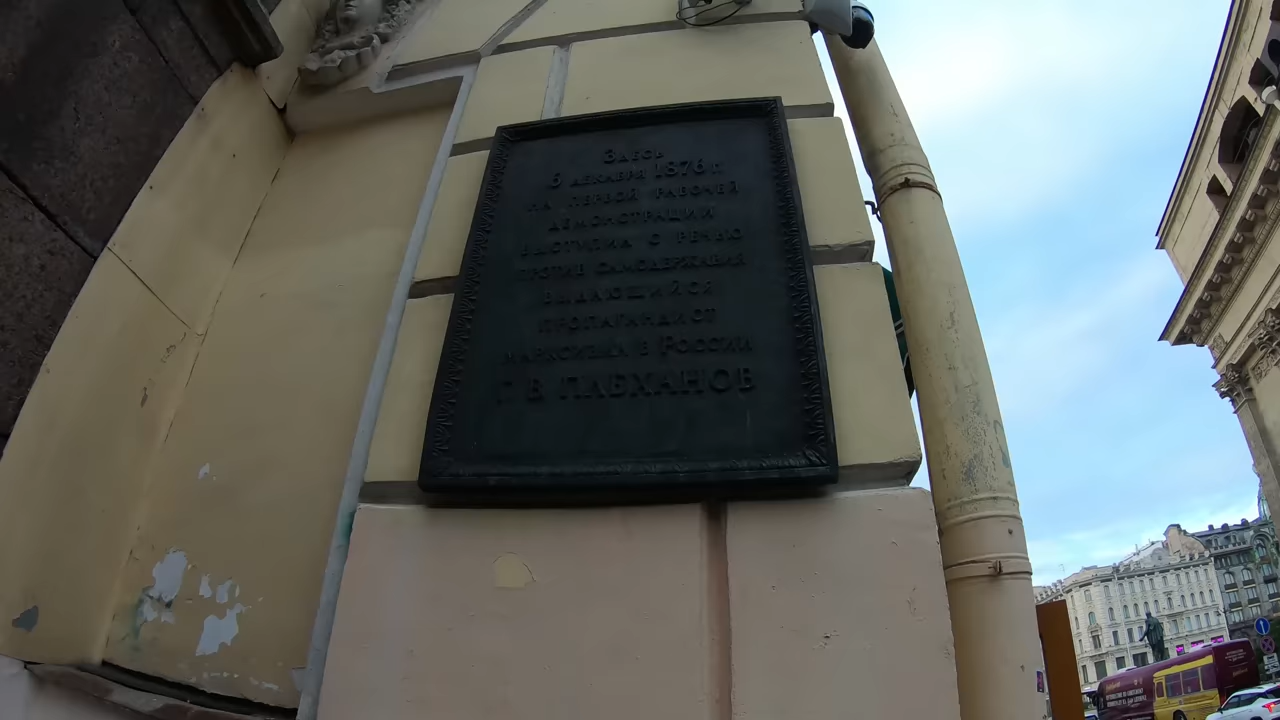 Здесь
6 декабря 1876 г.
на первой рабочей
демонстрации
выступил с речью
против самодержавия
выдающийся
пропагандист
марксизма в России
Г. В. ПЛЕХАНОВ